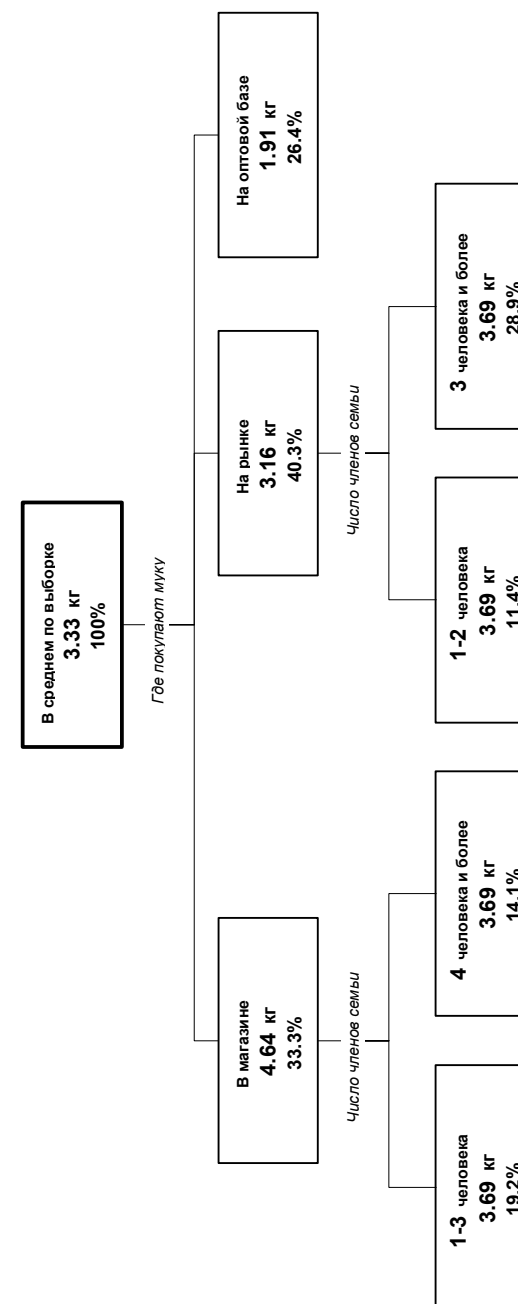 В среднем по выборке
3.33 кг
100%
Где покупают муку
В магазине
4.64 кг
33.3%
На рынке
3.16 кг
40.3%
На оптовой базе
1.91 кг
26.4%
Число членов семьи
Число членов семьи
1-3 человека
3.69 кг
19.2%
4 человека и более
3.69 кг
14.1%
1-2 человека
3.69 кг
11.4%
3 человека и более
3.69 кг
28.9%